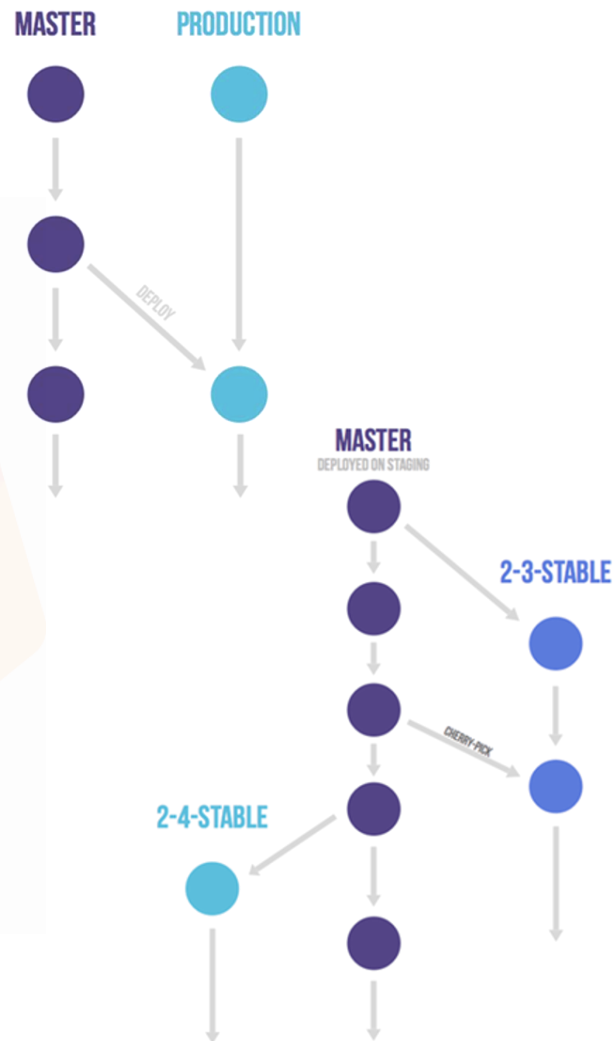 MASTER
PRODUCTION
DEPLOY
MASTER
DEPLOYED ON STAGING
2-3-STABLE
CHERRY-PICK
2-4-STABLE